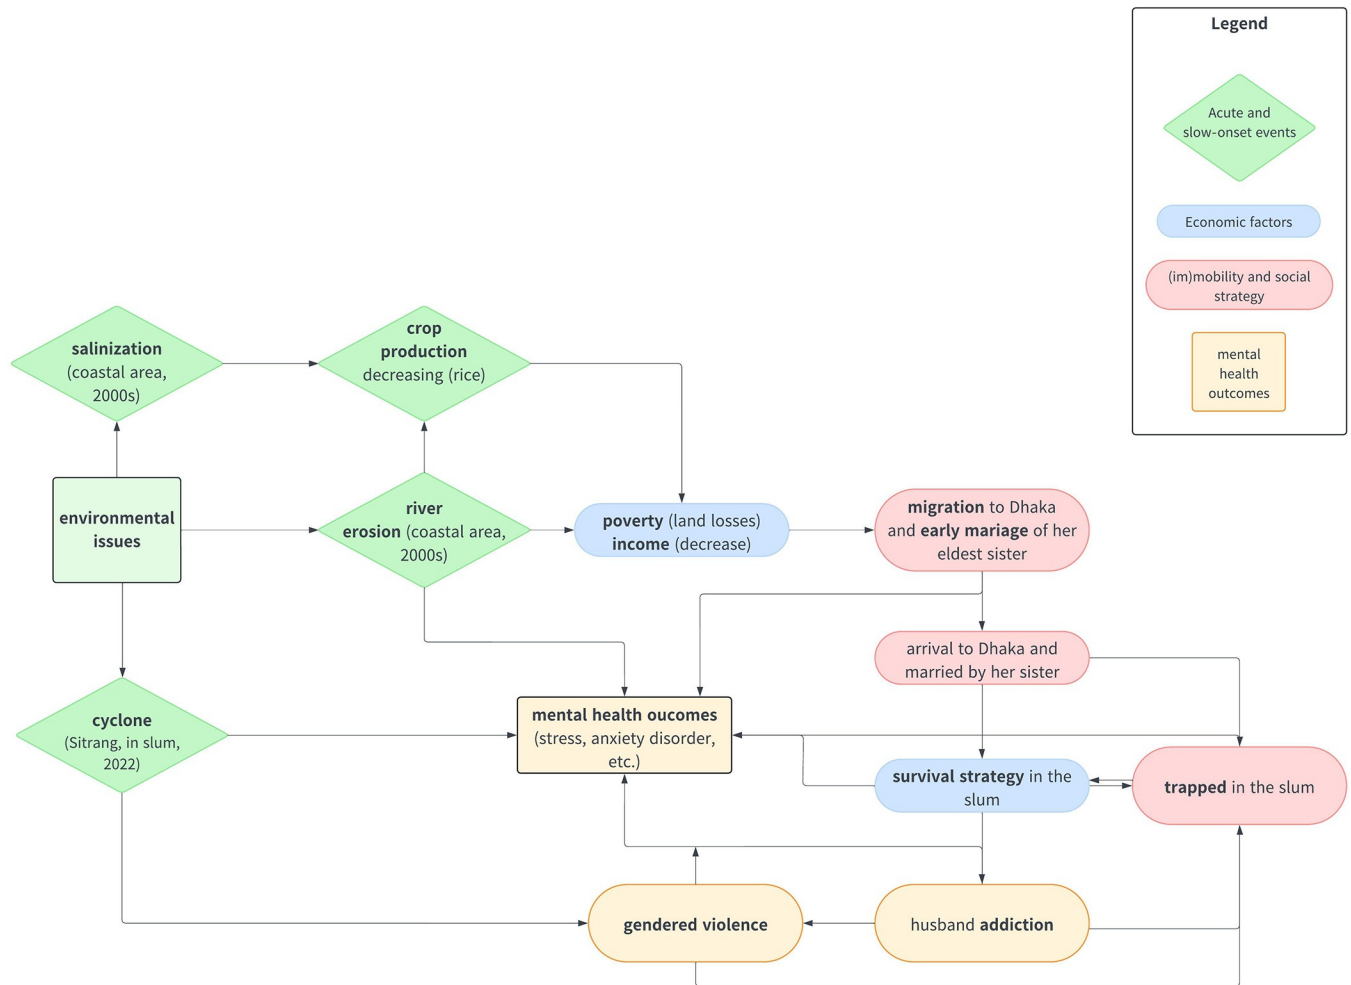 Legend
Acute and
slow-onset events
Economic factors
(im)mobility and social
strategy
mental
health
outcomes
salinization
(coastal area,
2000s)
crop
production
decreasing (rice)
environmental
issues
river
erosion (coastal area,
2000s)
poverty (land losses)
income (decrease)
migration to Dhaka
and early mariage of her
eldest sister
arrival to Dhaka and
married by her sister
cyclone
(Sitrang, in slum,
2022)
mental health oucomes
(stress, anxiety disorder,
etc.)
survival strategy in the
slum
trapped in the slum
gendered violence
husband addiction